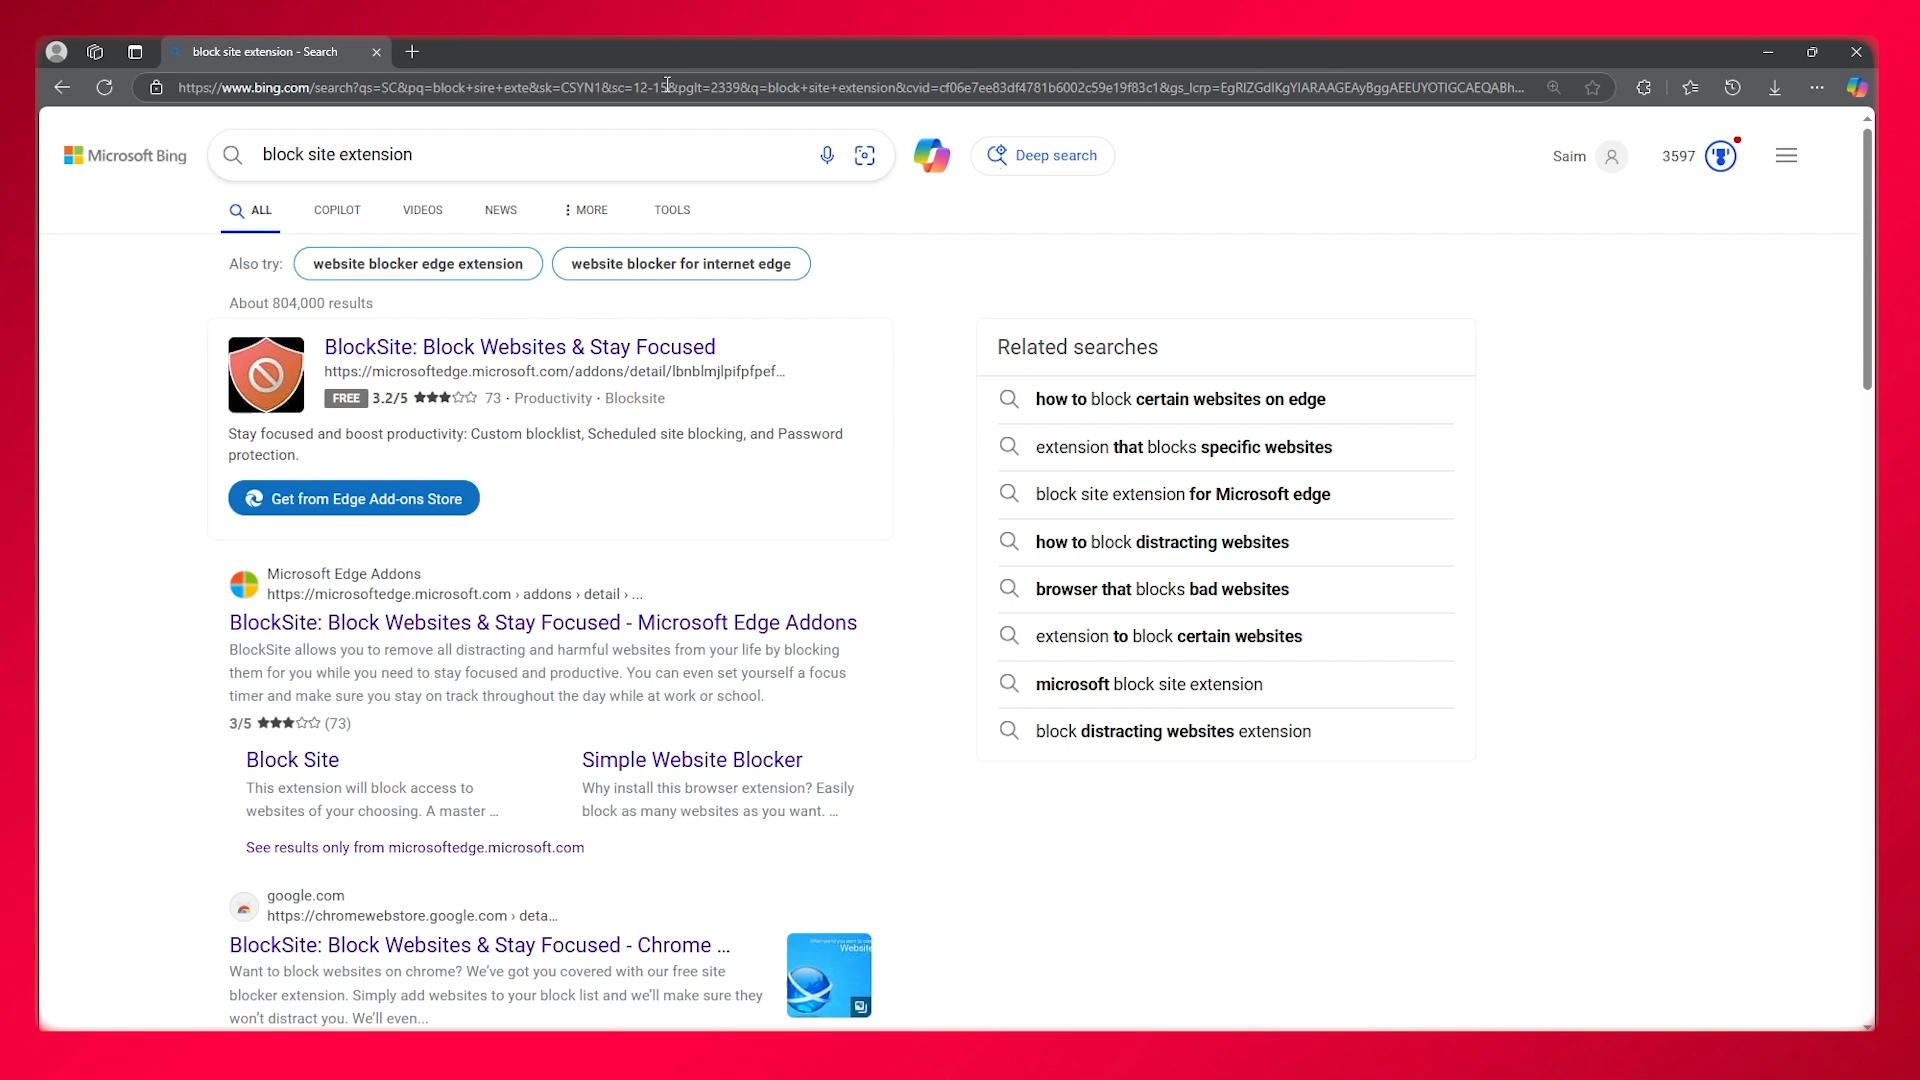 block site extension - Search
https://www.bing.com/search?qs=SC&pq=block+sire+exte&sk=CSYN1&sc=12-15&pglt=2339&q=block+site+extension&cvid=cf06e7ee83df4781b6002c59e19f83c1&gs_lcrp=EgRlZGdlKgYIARAAGEAyBggAEEUYOTIGCAEQABh...
Microsoft Bing
block site extension
Deep search
Saim
3597
ALL
COPILOT
VIDEOS
NEWS
MORE
TOOLS
Also try:
website blocker edge extension
website blocker for internet edge
About 804,000 results
BlockSite: Block Websites & Stay Focused
https://microsoftedge.microsoft.com/addons/detail/lbnblmjlpifpfpef...
FREE 3.2/5 73 · Productivity · Blocksite
Stay focused and boost productivity: Custom blocklist, Scheduled site blocking, and Password
protection.
Get from Edge Add-ons Store
Microsoft Edge Addons
https://microsoftedge.microsoft.com › addons › detail › ...
BlockSite: Block Websites & Stay Focused - Microsoft Edge Addons
BlockSite allows you to remove all distracting and harmful websites from your life by blocking
them for you while you need to stay focused and productive. You can even set yourself a focus
timer and make sure you stay on track throughout the day while at work or school.
3/5 (73)
Block Site
This extension will block access to
websites of your choosing. A master ...
Simple Website Blocker
Why install this browser extension? Easily
block as many websites as you want. ...
See results only from microsoftedge.microsoft.com
google.com
https://chromewebstore.google.com › deta...
BlockSite: Block Websites & Stay Focused - Chrome ...
Want to block websites on chrome? We've got you covered with our free site
blocker extension. Simply add websites to your block list and we'll make sure they
won't distract you. We'll even...
Website
Related searches
how to block certain websites on edge
extension that blocks specific websites
block site extension for Microsoft edge
how to block distracting websites
browser that blocks bad websites
extension to block certain websites
microsoft block site extension
block distracting websites extension